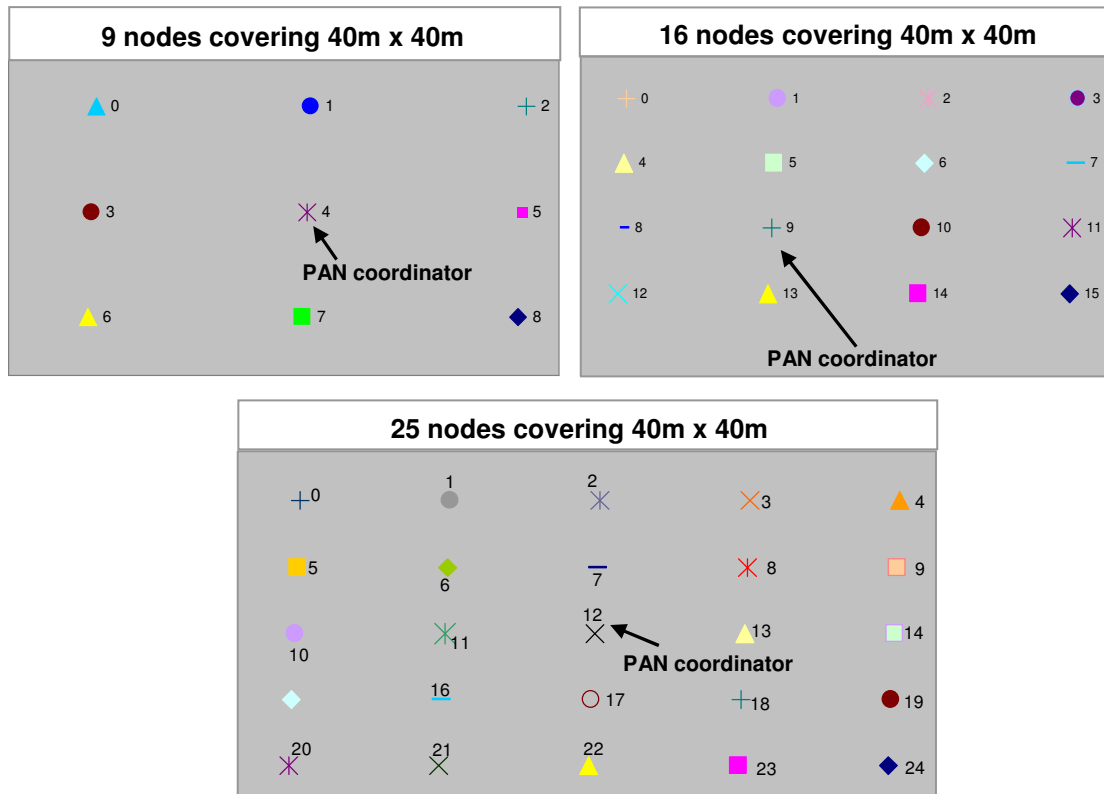 9 nodes covering 40m x 40m
0 1 2
3 4 5
PAN coordinator
6 7 8
16 nodes covering 40m x 40m
0 1 2 3
4 5 6 7
8 9 10 11
12 13 14 15
PAN coordinator
25 nodes covering 40m x 40m
0 1 2 3 4
5 6 7 8 9
10 11 12 13 14
PAN coordinator
16 17 18 19
20 21 22 23 24